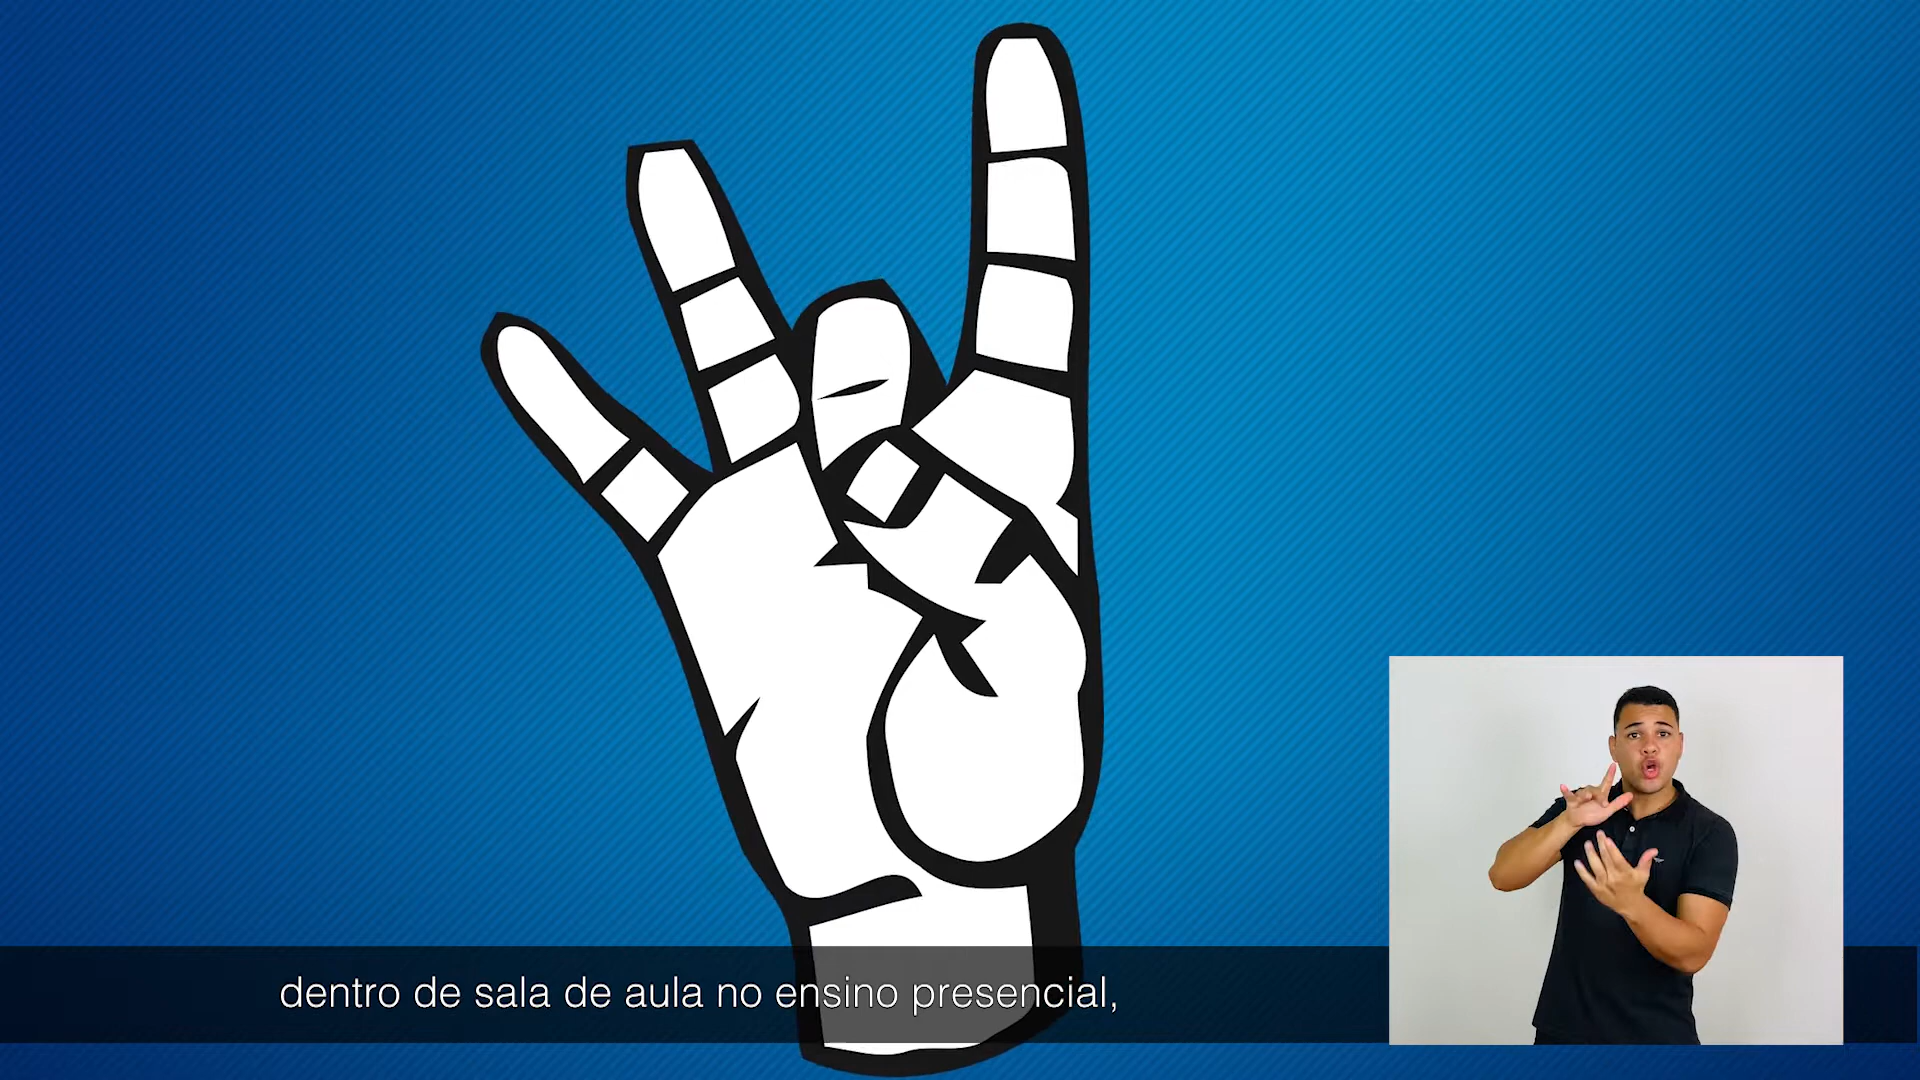 dentro de sala de aula no ensino presencial,